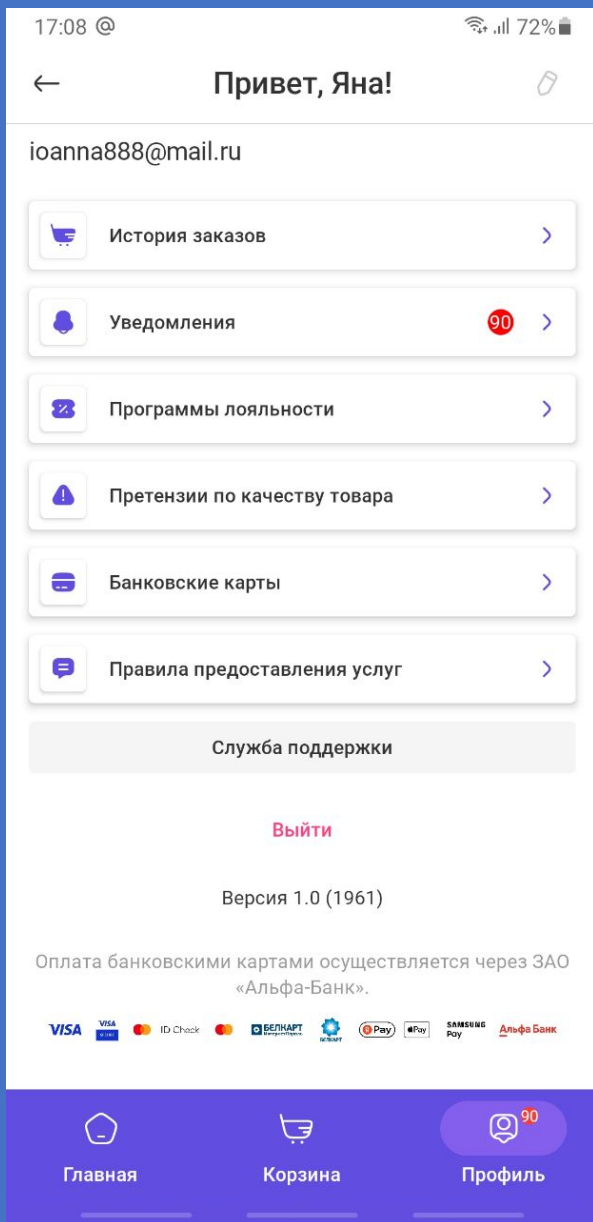 17:08 @ 72%
Привет, Яна!
ioanna888@mail.ru
История заказов
Уведомления 90
Программы лояльности
Претензии по качеству товара
Банковские карты
Правила предоставления услуг
Служба поддержки
Выйти
Версия 1.0 (1961)
Оплата банковскими картами осуществляется через ЗАО
«Альфа-Банк».
VISA VISA ID Check БЕЛКАРТ БЕЛКАРТ Pay Pay SAMSUNG Pay Альфа Банк
90
Главная Корзина Профиль